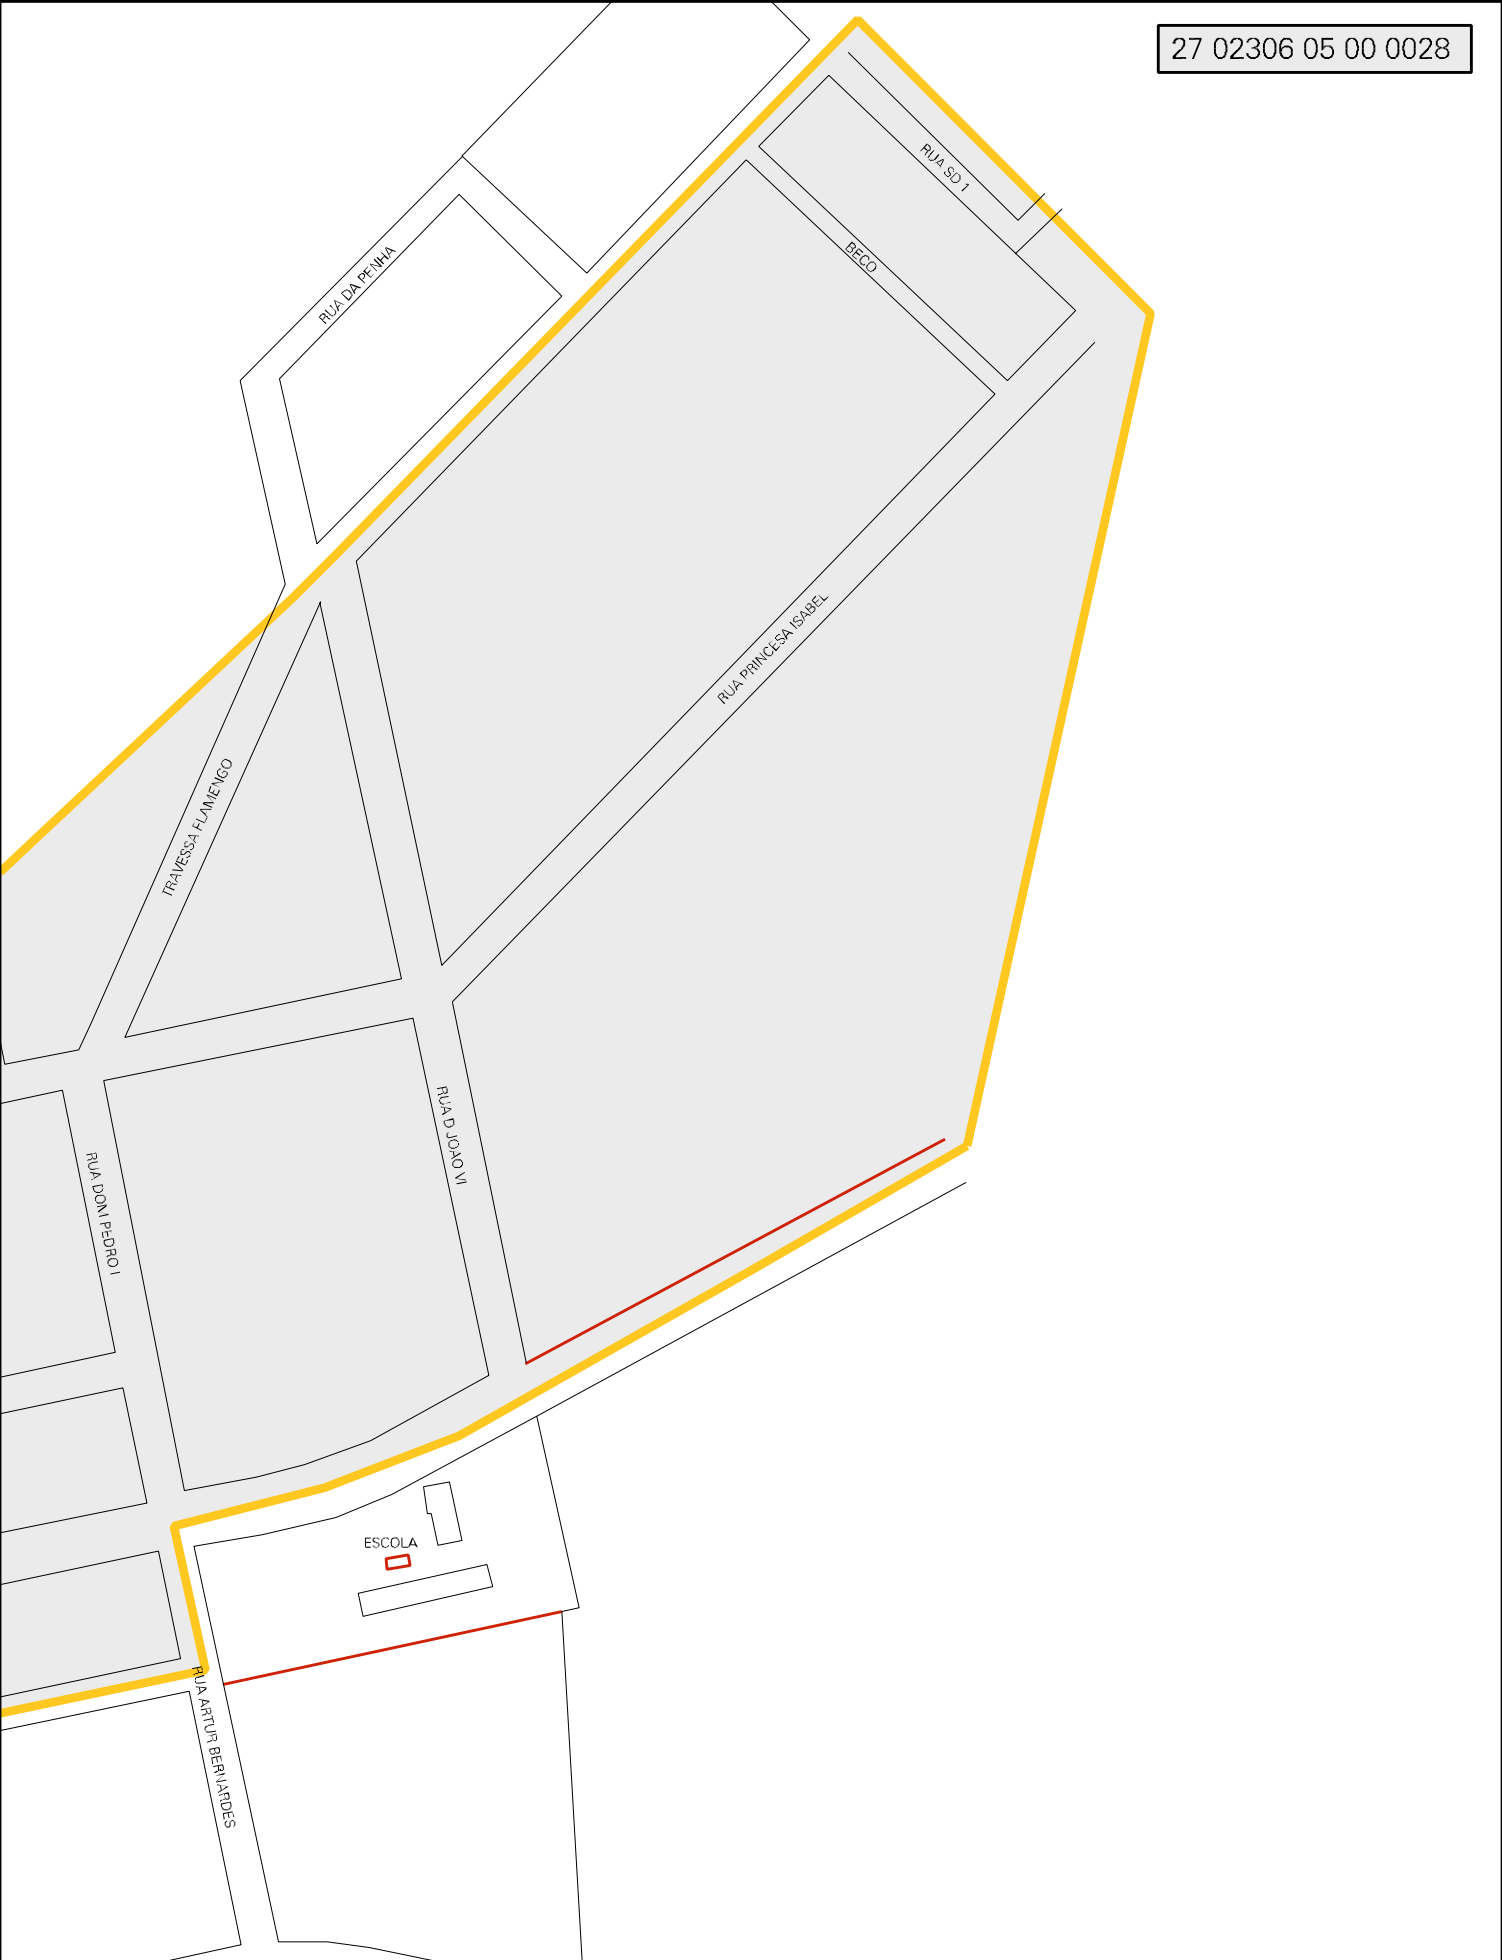 27 02306 05 00 0028
RUA SD 1
BECO
RUA DA PENHA
RUA PRINCESA ISABEL
TRAVESSA FLAMENGO
RUA D JOAO VI
RUA DOM PEDRO I
ESCOLA
RUA ARTUR BERNARDES